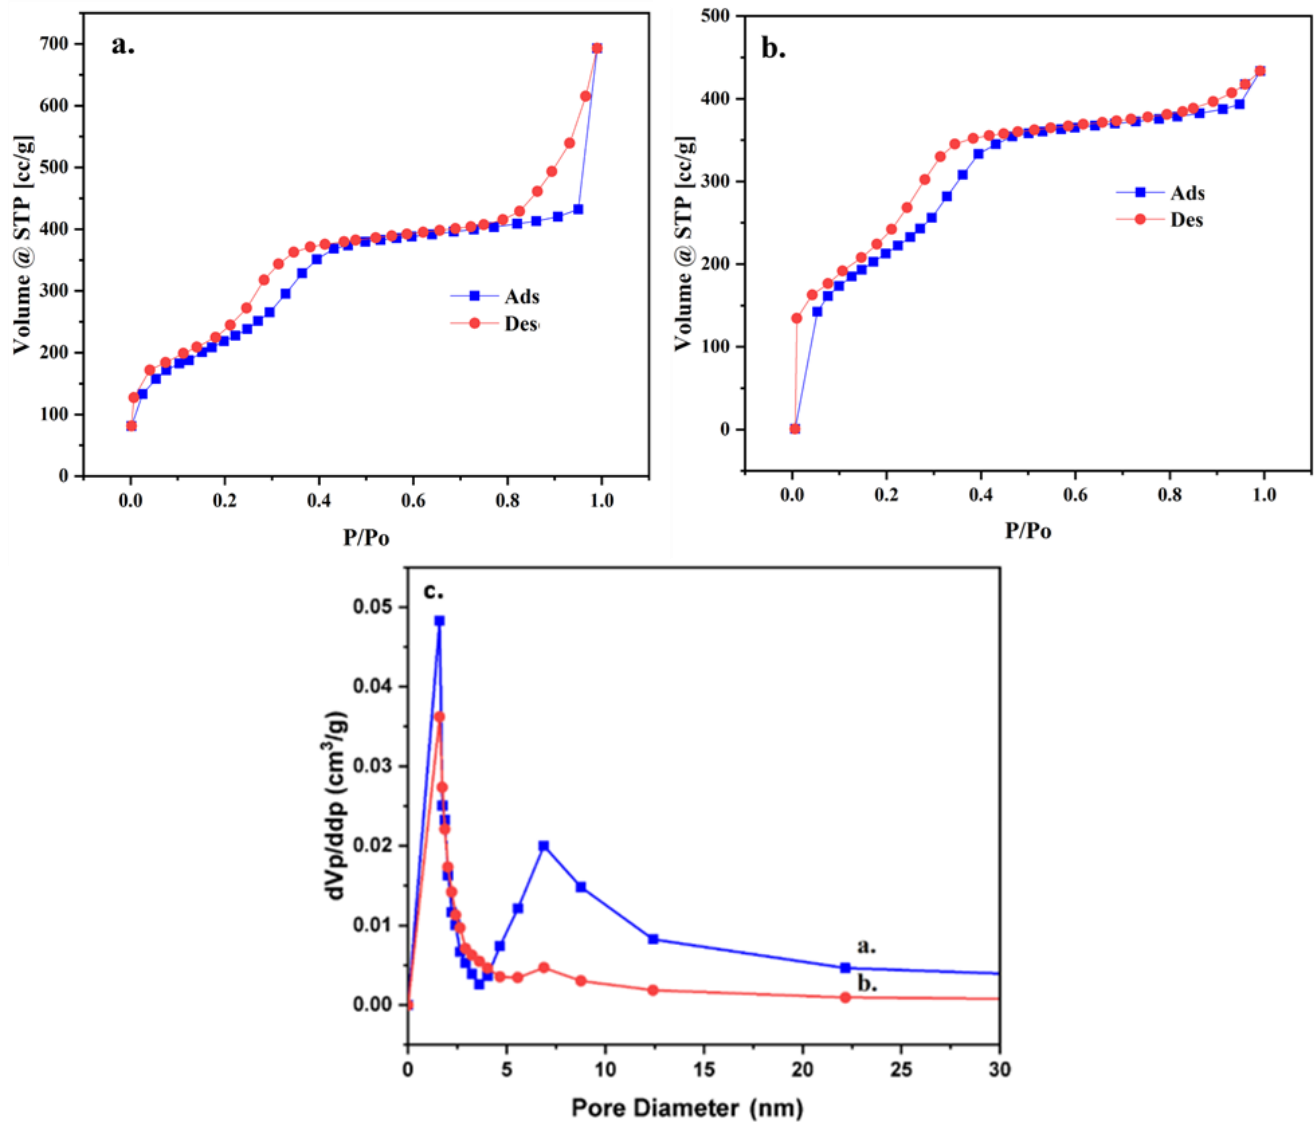 a.
700
600
500
400
300
200
100
0
Volume @ STP [cc/g]
Ads
Des
0.0 0.2 0.4 0.6 0.8 1.0
P/Po
b.
500
400
300
200
100
0
Volume @ STP [cc/g]
Ads
Des
0.0 0.2 0.4 0.6 0.8 1.0
P/Po
c.
0.05
0.04
0.03
0.02
0.01
0.00
dVp/ddp (cm³/g)
a.
b.
0 5 10 15 20 25 30
Pore Diameter (nm)